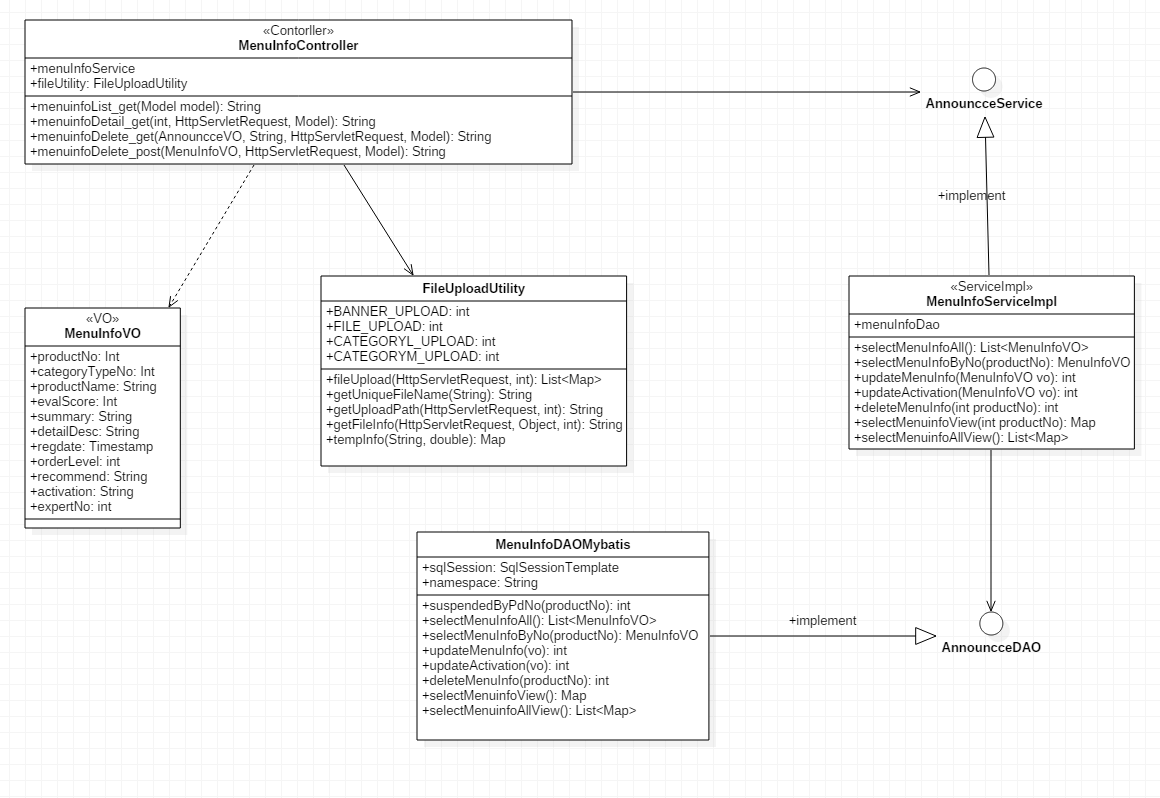 «Contorller»
MenuInfoController
+menuInfoService
+fileUtility: FileUploadUtility
+menuinfoList_get(Model model): String
+menuinfoDetail_get(int, HttpServletRequest, Model): String
+menuinfoDelete_get(AnnouncceVO, String, HttpServletRequest, Model): String
+menuinfoDelete_post(MenuInfoVO, HttpServletRequest, Model): String
AnnouncceService
+implement
«VO»
MenuInfoVO
+productNo: Int
+categoryTypeNo: Int
+productName: String
+evalScore: Int
+summary: String
+detailDesc: String
+regdate: Timestamp
+orderLevel: int
+recommend: String
+activation: String
+expertNo: int
FileUploadUtility
+BANNER_UPLOAD: int
+FILE_UPLOAD: int
+CATEGORYL_UPLOAD: int
+CATEGORYM_UPLOAD: int
+fileUpload(HttpServletRequest, int): List<Map>
+getUniqueFileName(String): String
+getUploadPath(HttpServletRequest, int): String
+getFileInfo(HttpServletRequest, Object, int): String
+tempInfo(String, double): Map
«ServiceImpl»
MenuInfoServiceImpl
+menuInfoDao
+selectMenuInfoAll(): List<MenuInfoVO>
+selectMenuInfoByNo(productNo): MenuInfoVO
+updateMenuInfo(MenuInfoVO vo): int
+updateActivation(MenuInfoVO vo): int
+deleteMenuInfo(int productNo): int
+selectMenuinfoView(int productNo): Map
+selectMenuinfoAllView(): List<Map>
MenuInfoDAOMybatis
+sqlSession: SqlSessionTemplate
+namespace: String
+suspendedByPdNo(productNo): int
+selectMenuInfoAll(): List<MenuInfoVO>
+selectMenuInfoByNo(productNo): MenuInfoVO
+updateMenuInfo(vo): int
+updateActivation(vo): int
+deleteMenuInfo(productNo): int
+selectMenuinfoView(): Map
+selectMenuinfoAllView(): List<Map>
+implement
AnnouncceDAO